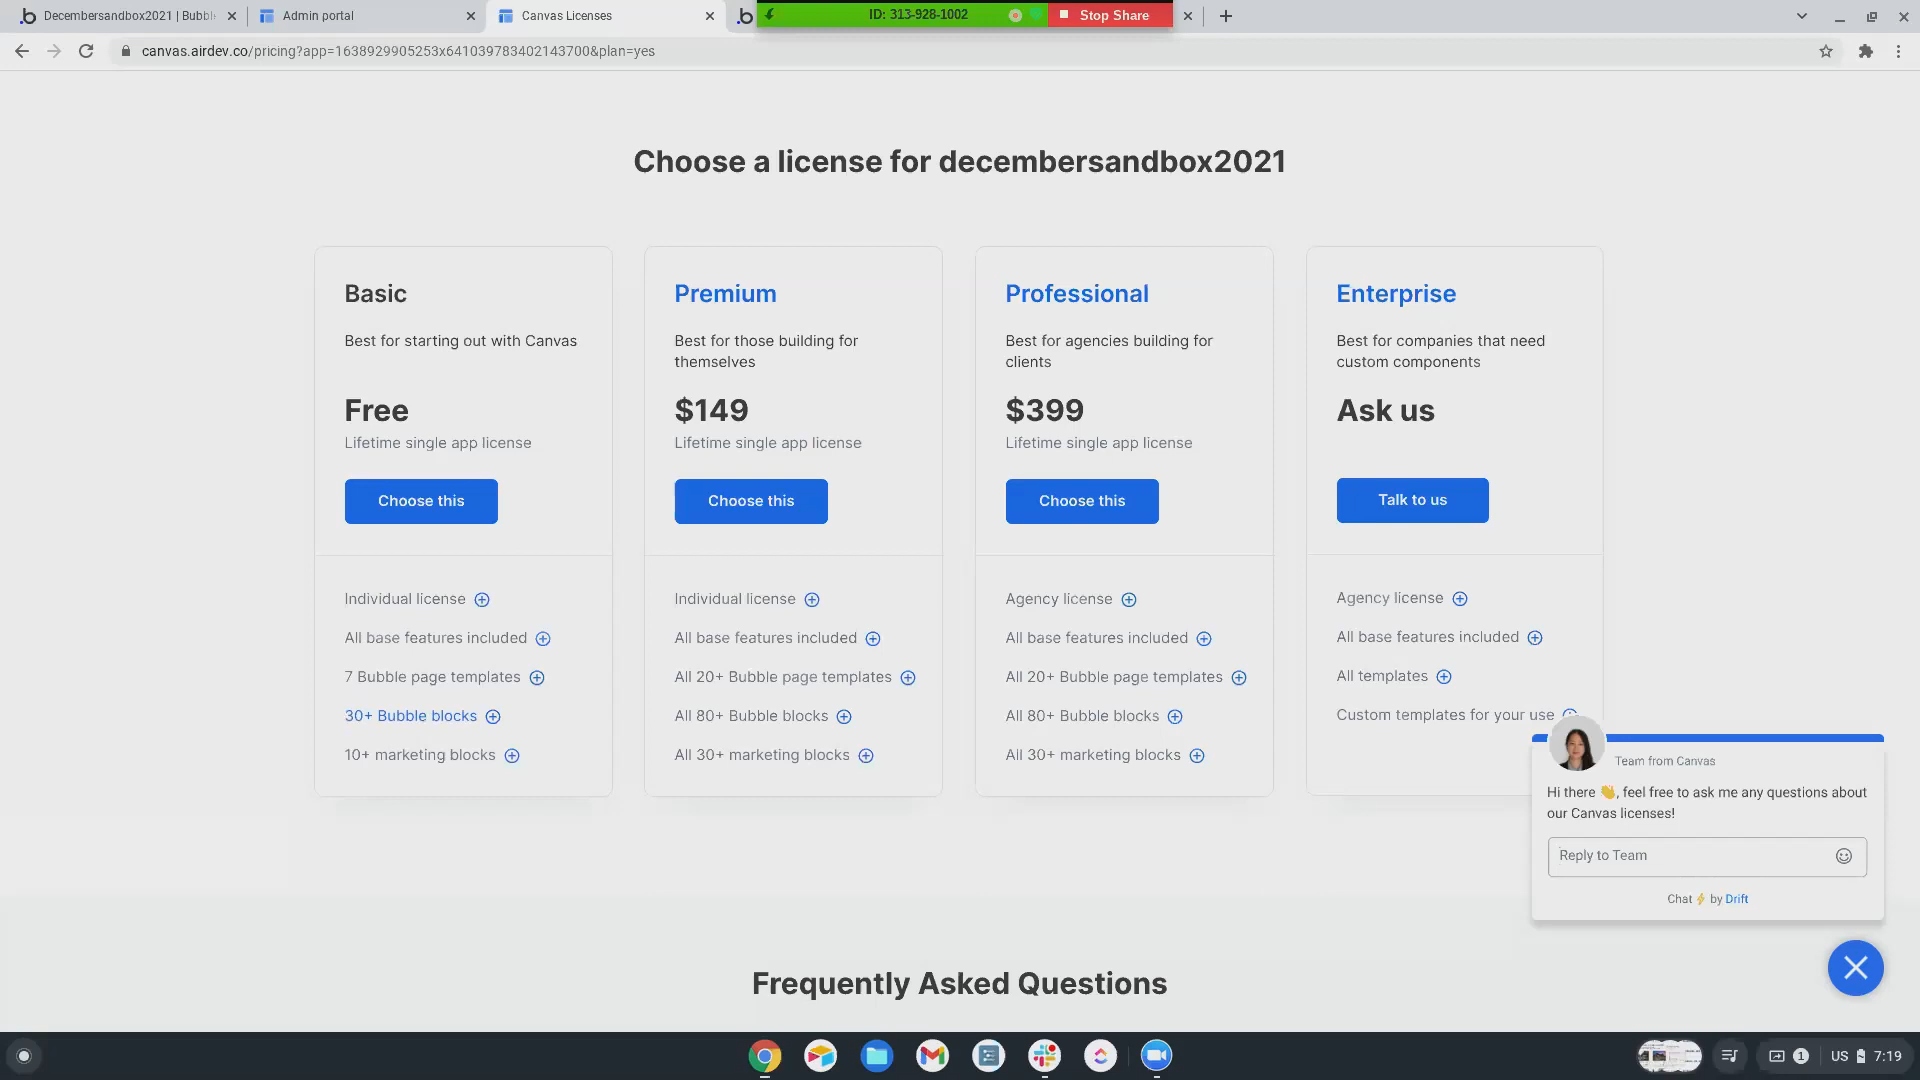 Decembersandbox2021 | Bubbl
Admin portal
Canvas Licenses
ID: 313-928-1002
Stop Share
canvas.airdev.co/pricing?app=1638929905253x641039783402143700&plan=yes
Choose a license for decembersandbox2021
Basic
Best for starting out with Canvas
Free
Lifetime single app license
Choose this
Individual license
All base features included
7 Bubble page templates
30+ Bubble blocks
10+ marketing blocks
Premium
Best for those building for
themselves
$149
Lifetime single app license
Choose this
Individual license
All base features included
All 20+ Bubble page templates
All 80+ Bubble blocks
All 30+ marketing blocks
Professional
Best for agencies building for
clients
$399
Lifetime single app license
Choose this
Agency license
All base features included
All 20+ Bubble page templates
All 80+ Bubble blocks
All 30+ marketing blocks
Enterprise
Best for companies that need
custom components
Ask us
Talk to us
Agency license
All base features included
All templates
Custom templates for your use
Team from Canvas
Hi there 👋, feel free to ask me any questions about
our Canvas licenses!
Reply to Team
Chat ⚡ by Drift
Frequently Asked Questions
1
US
7:19